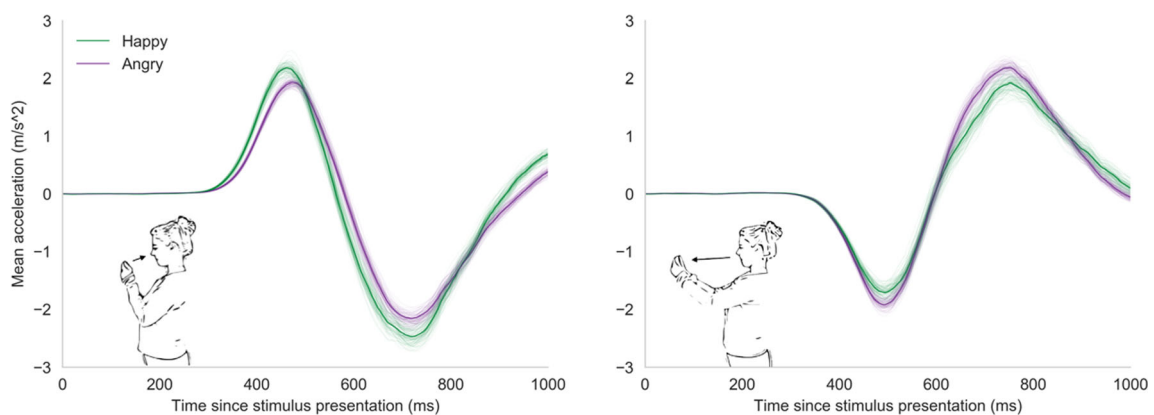 3
2
1
0
−1
−2
−3
Mean acceleration (m/s^2)
Happy
Angry
0 200 400 600 800 1000
Time since stimulus presentation (ms)
3
2
1
0
−1
−2
−3
0 200 400 600 800 1000
Time since stimulus presentation (ms)